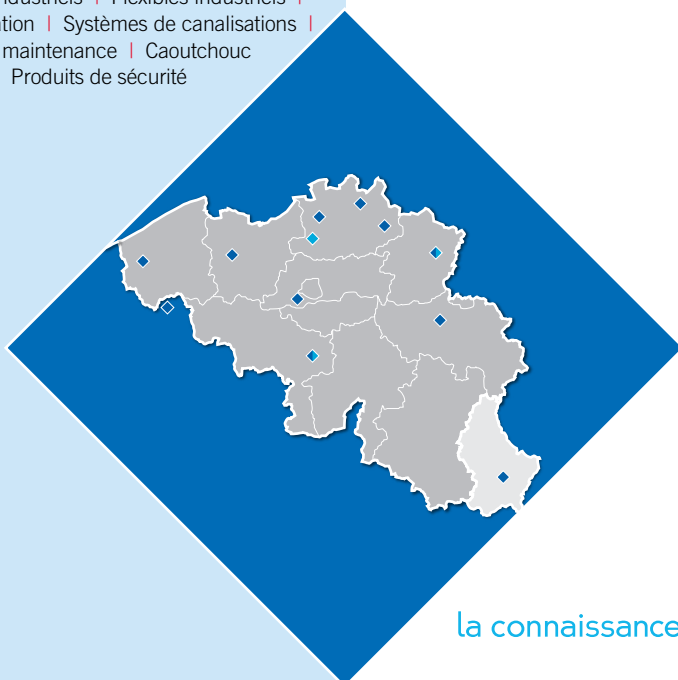 Flexibles industriels |
| Systèmes de canalisations |
maintenance | Caoutchouc
Produits de sécurité
la connaissance